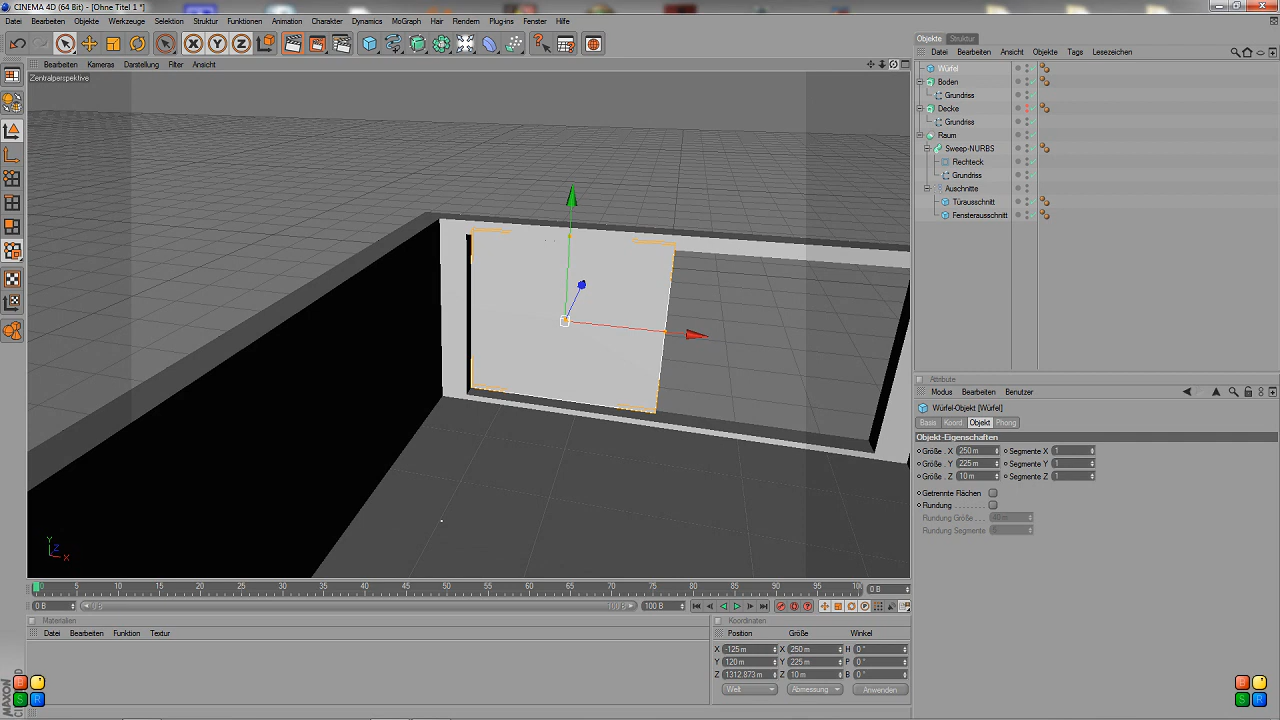 CINEMA 4D (64 Bit) - [Ohne Titel 1 *]
Datei Bearbeiten Objekte Werkzeuge Selektion Struktur Funktionen Animation Charakter Dynamics MoGraph Hair Rendern Plug-ins Fenster Hilfe
X Y Z
Bearbeiten Kameras Darstellung Filter Ansicht
Zentralperspektive
Y
Z
X
Objekte Struktur
Datei Bearbeiten Ansicht Objekte Tags Lesezeichen
Würfel
Boden
Grundriss
Decke
Grundriss
Raum
Sweep-NURBS
Rechteck
Grundriss
Auschnitte
Türausschnitt
Fensterausschnitt
Attribute
Modus Bearbeiten Benutzer
Würfel-Objekt [Würfel]
Basis Koord. Objekt Phong
Objekt-Eigenschaften
Größe . X 250 m Segmente X 1
Größe . Y 225 m Segmente Y 1
Größe . Z 10 m Segmente Z 1
Getrennte Flächen
Rundung
Rundung Größe
Rundung Segmente
0 5 10 15 20 25 30 35 40 45 50 55 60 65 70 75 80 85 90 95 100 0 B
0 B 0 B 100 B 100 B
Materialien
Datei Bearbeiten Funktion Textur
Koordinaten
Position Größe Winkel
X -125 m X 250 m H 0 °
Y 120 m Y 225 m P 0 °
Z 1312.873 m Z 10 m B 0 °
Welt Abmessung Anwenden
MAXON
S R
S R